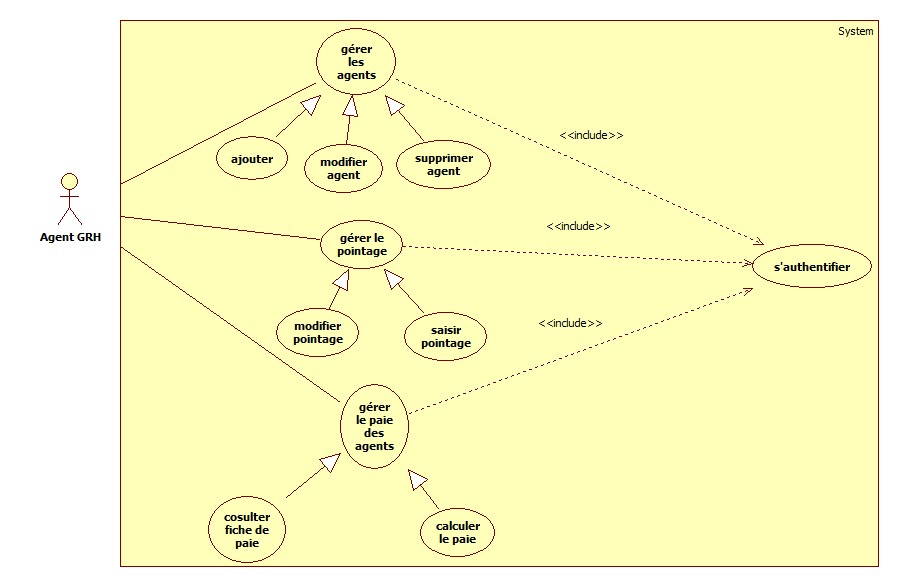 System
gérer
les
agents
<<include>>
ajouter
modifier
agent
supprimer
agent
Agent GRH
gérer le
pointage
<<include>>
s'authentifier
modifier
pointage
saisir
pointage
<<include>>
gérer
le paie
des
agents
cosulter
fiche de
paie
calculer
le paie